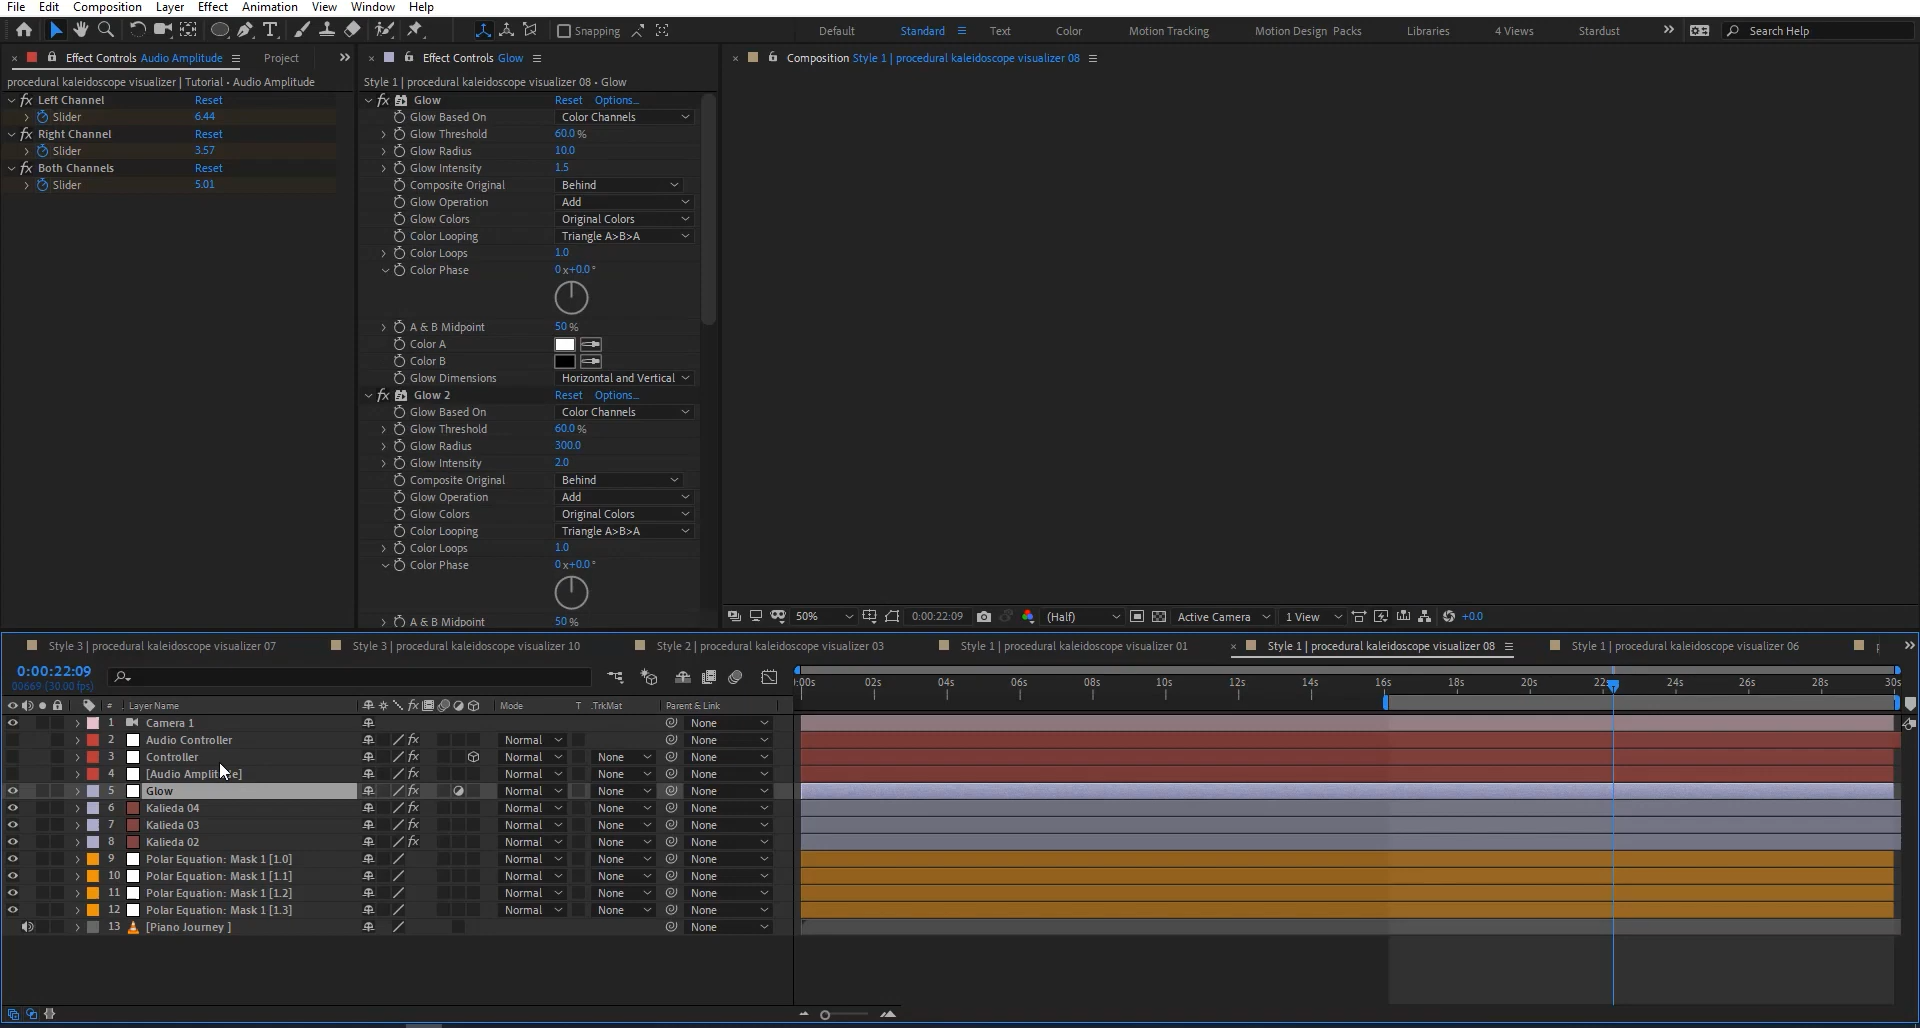 File Edit Composition Layer Effect Animation View Window Help
Snapping Default Standard Text Color Motion Tracking Motion Design Packs Libraries 4 Views Stardust Search Help
Effect Controls Audio Amplitude Project
procedural kaleidoscope visualizer | Tutorial • Audio Amplitude
Left Channel Reset
Slider 6.44
Right Channel Reset
Slider 3.57
Both Channels Reset
Slider 5.01
Effect Controls Glow
Style 1 | procedural kaleidoscope visualizer 08 • Glow
Glow Reset Options...
Glow Based On Color Channels
Glow Threshold 60.0 %
Glow Radius 10.0
Glow Intensity 1.5
Composite Original Behind
Glow Operation Add
Glow Colors Original Colors
Color Looping Triangle A>B>A
Color Loops 1.0
Color Phase 0 x+0.0 °
A & B Midpoint 50 %
Color A
Color B
Glow Dimensions Horizontal and Vertical
Glow 2 Reset Options...
Glow Based On Color Channels
Glow Threshold 60.0 %
Glow Radius 300.0
Glow Intensity 2.0
Composite Original Behind
Glow Operation Add
Glow Colors Original Colors
Color Looping Triangle A>B>A
Color Loops 1.0
Color Phase 0 x+0.0 °
A & B Midpoint 50 %
Composition Style 1 | procedural kaleidoscope visualizer 08
50% 0:00:22:09 (Half) Active Camera 1 View +0.0
Style 3 | procedural kaleidoscope visualizer 07 Style 3 | procedural kaleidoscope visualizer 10 Style 2 | procedural kaleidoscope visualizer 03 Style 1 | procedural kaleidoscope visualizer 01 Style 1 | procedural kaleidoscope visualizer 08 Style 1 | procedural kaleidoscope visualizer 06
0:00:22:09
00669 (30.00 fps)
:00s 02s 04s 06s 08s 10s 12s 14s 16s 18s 20s 22s 24s 26s 28s 30s
# Layer Name Mode T .TrkMat Parent & Link
1 Camera 1 None
2 Audio Controller Normal None
3 Controller Normal None None
4 [Audio Normal None None
5 Glow Normal None None
6 Kalieda 04 Normal None None
7 Kalieda 03 Normal None None
8 Kalieda 02 Normal None None
9 Polar Equation: Mask 1 [1.0] Normal None None
10 Polar Equation: Mask 1 [1.1] Normal None None
11 Polar Equation: Mask 1 [1.2] Normal None None
12 Polar Equation: Mask 1 [1.3] Normal None None
13 [Piano Journey ] None